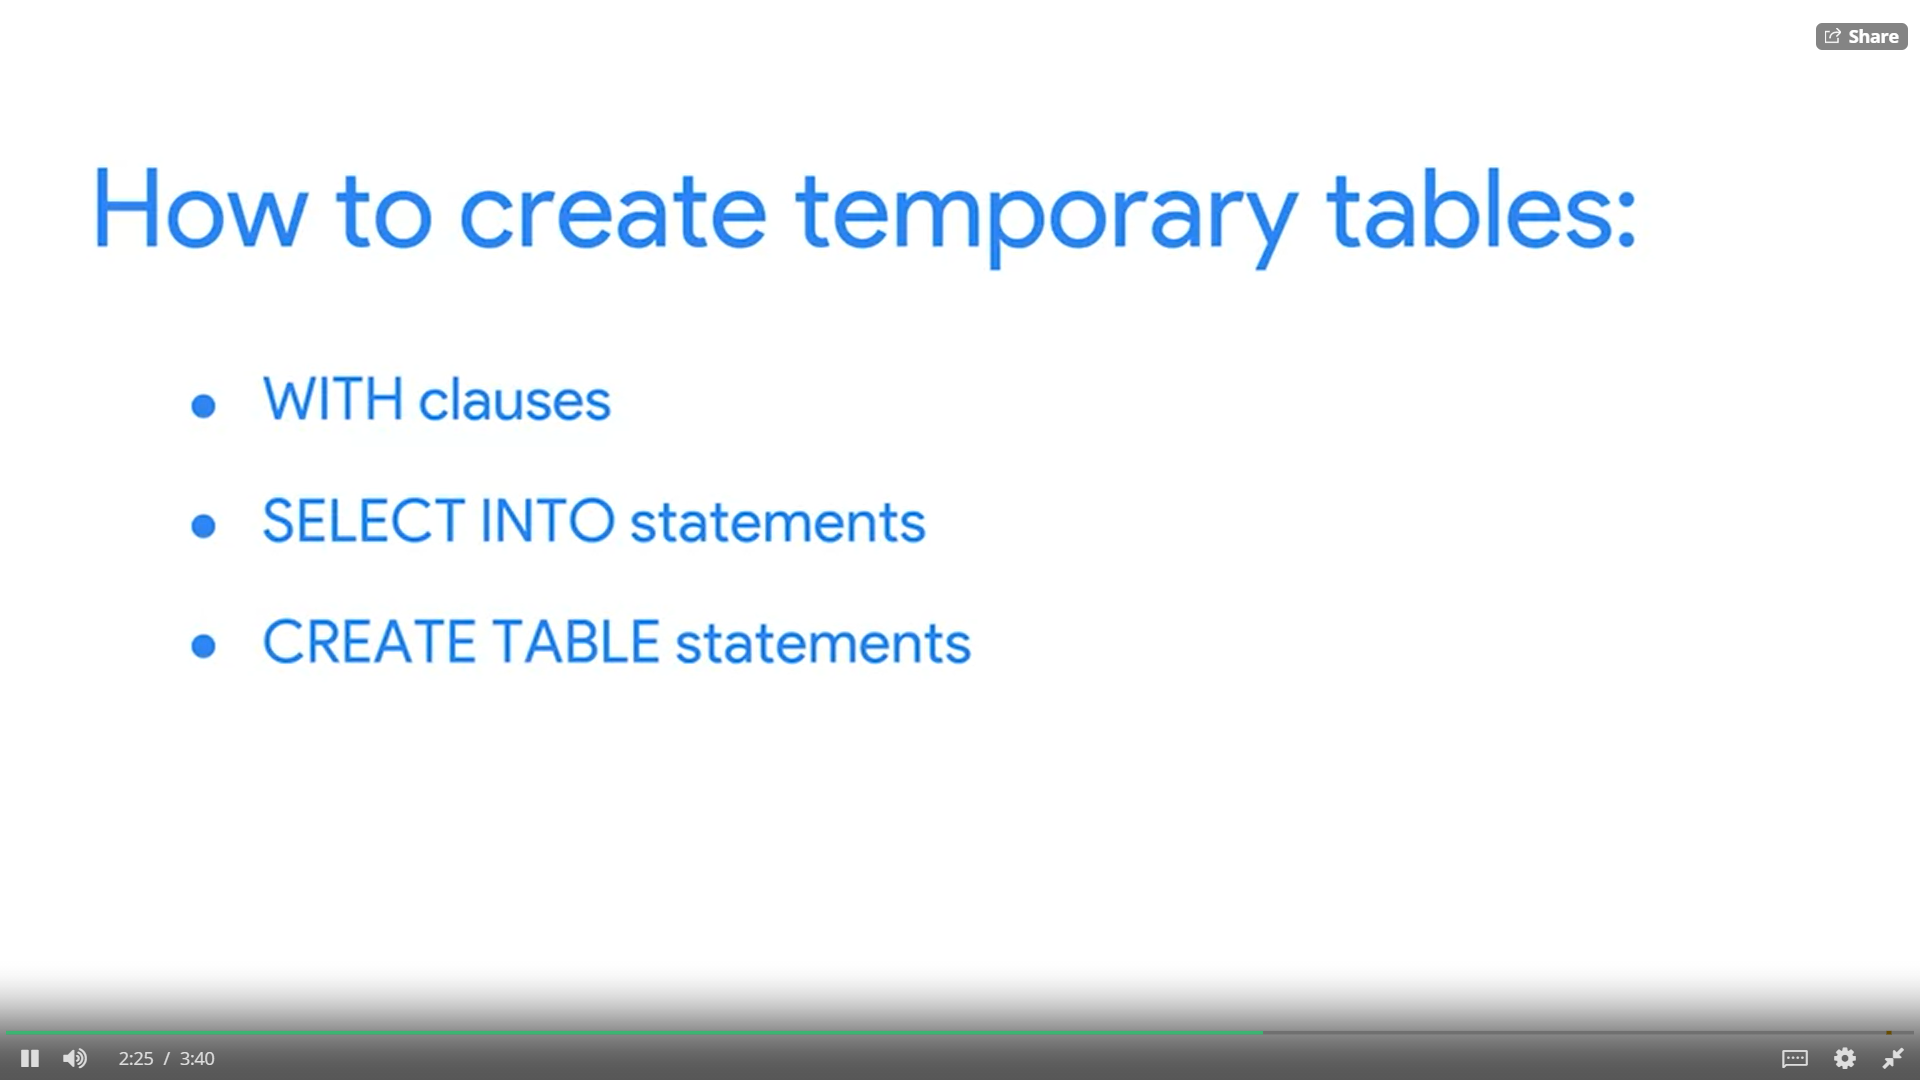 Share
How to create temporary tables:
● WITH clauses
● SELECT INTO statements
● CREATE TABLE statements
2:25 / 3:40